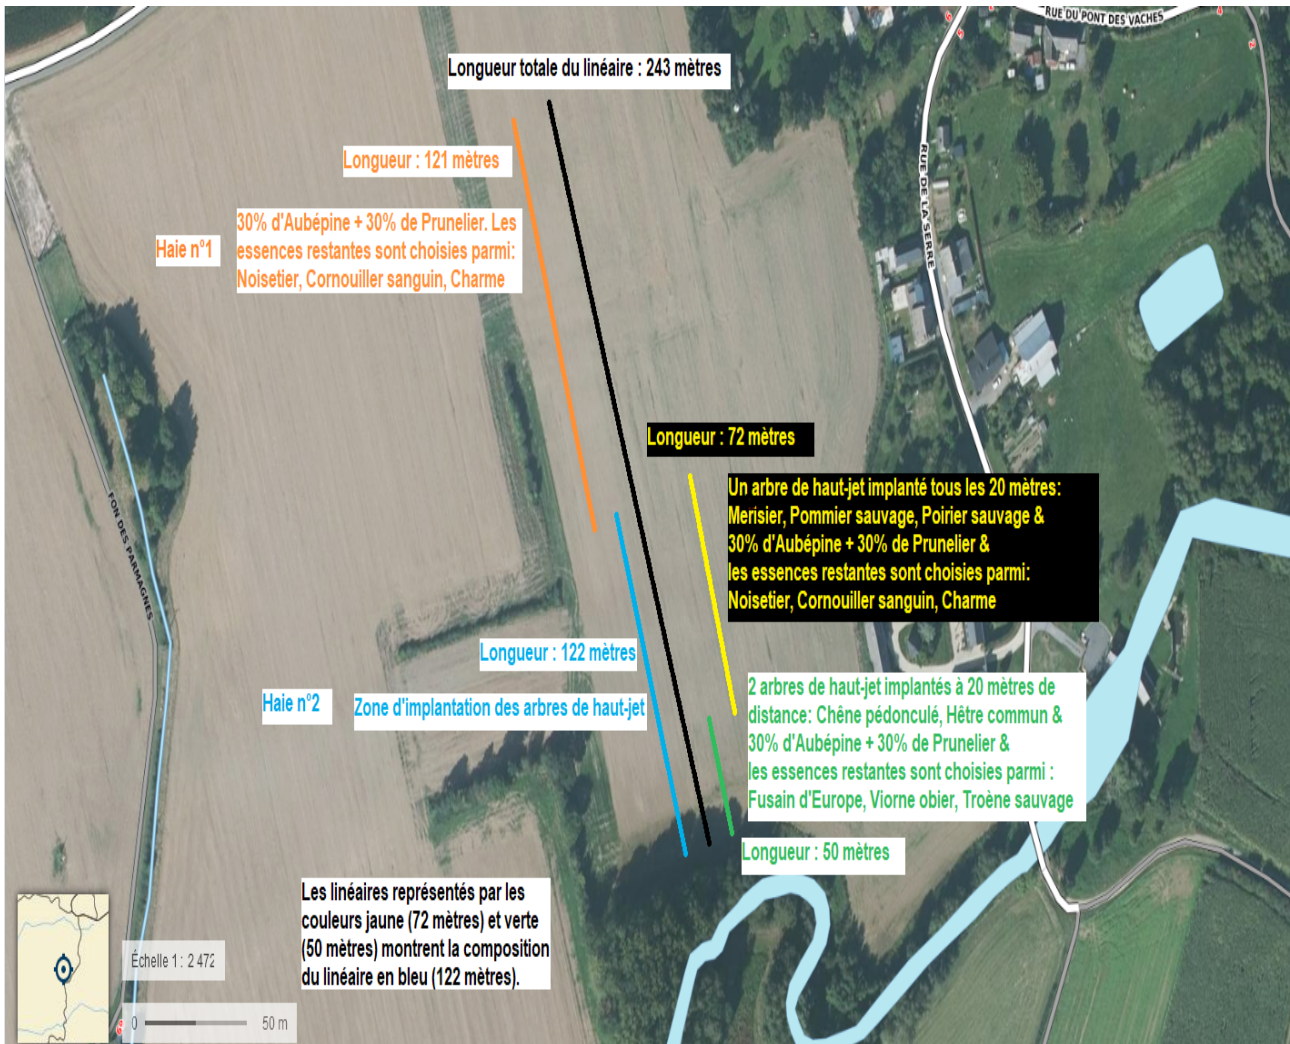 RUE DU PONT DES VACHES
Longueur totale du linéaire : 243 mètres
Longueur : 121 mètres
RUE DE LA SERRE
30% d'Aubépine + 30% de Prunelier. Les
essences restantes sont choisies parmi:
Noisetier, Cornouiller sanguin, Charme
Haie n°1
Longueur : 72 mètres
Un arbre de haut-jet implanté tous les 20 mètres:
Merisier, Pommier sauvage, Poirier sauvage &
30% d'Aubépine + 30% de Prunelier &
les essences restantes sont choisies parmi:
Noisetier, Cornouiller sanguin, Charme
FON DES PARMAGNES
Longueur : 122 mètres
Haie n°2
Zone d'implantation des arbres de haut-jet
2 arbres de haut-jet implantés à 20 mètres de
distance: Chêne pédonculé, Hêtre commun &
30% d'Aubépine + 30% de Prunelier &
les essences restantes sont choisies parmi :
Fusain d'Europe, Viorne obier, Troène sauvage
Longueur : 50 mètres
Les linéaires représentés par les
couleurs jaune (72 mètres) et verte
(50 mètres) montrent la composition
du linéaire en bleu (122 mètres).
Échelle 1 : 2 472
0 50 m